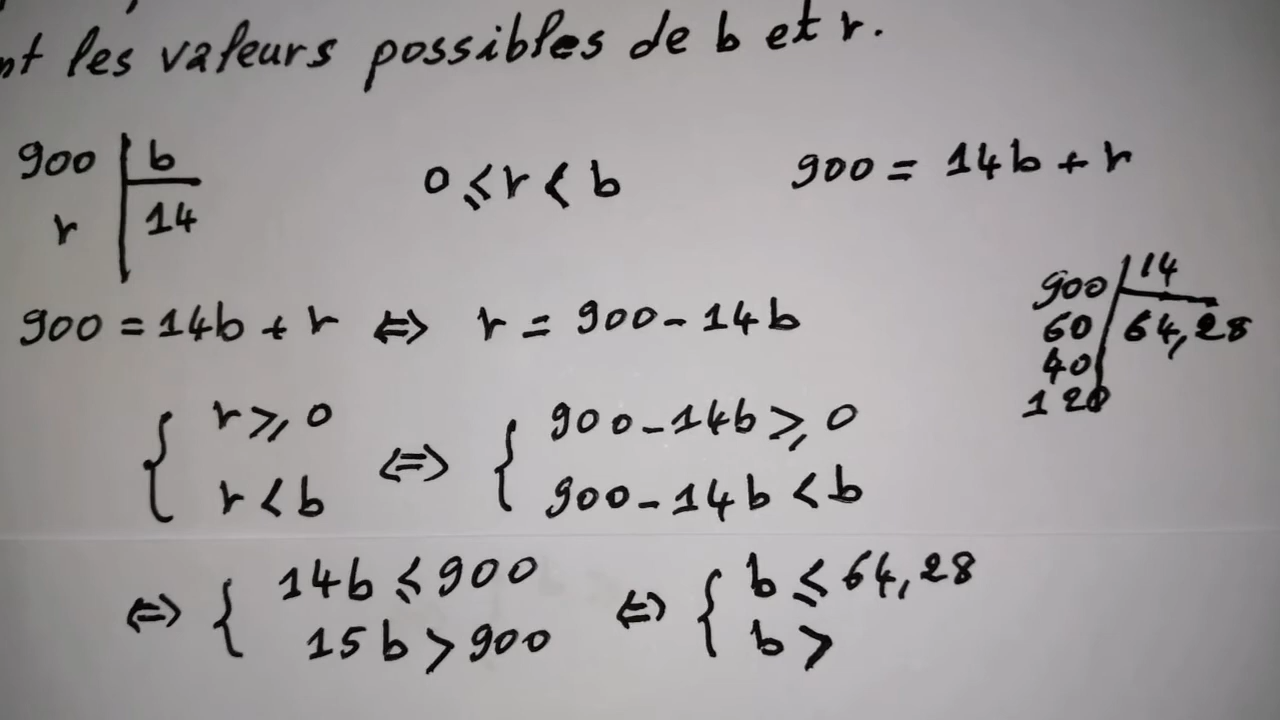 les valeurs possibles de b et r.
900 | b
r | 14
0 ⩽ r < b
900 = 14b + r
900 | 14
60 | 64,28
40
120
900 = 14b + r ⇔ r = 900 - 14b
{ r ⩾ 0
r < b
⇔ { 900 - 14b ⩾ 0
900 - 14b < b
⇔ { 14b ⩽ 900
15b > 900
⇔ { b ⩽ 64,28
b >